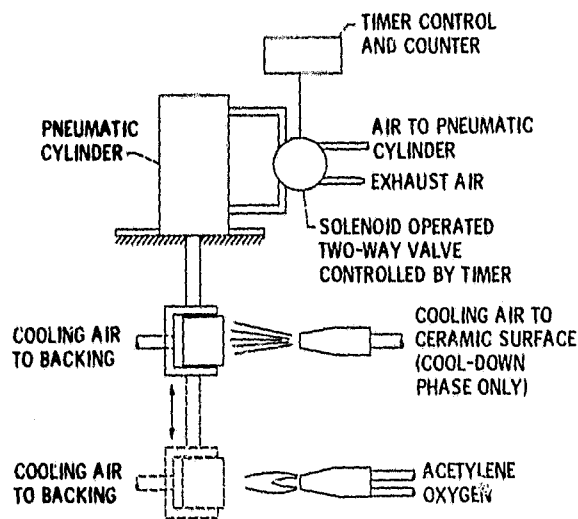 TIMER CONTROL
AND COUNTER
PNEUMATIC
CYLINDER
AIR TO PNEUMATIC
CYLINDER
EXHAUST AIR
SOLENOID OPERATED
TWO-WAY VALVE
CONTROLLED BY TIMER
COOLING AIR
TO BACKING
COOLING AIR TO
CERAMIC SURFACE
(COOL-DOWN
PHASE ONLY)
COOLING AIR
TO BACKING
ACETYLENE
OXYGEN